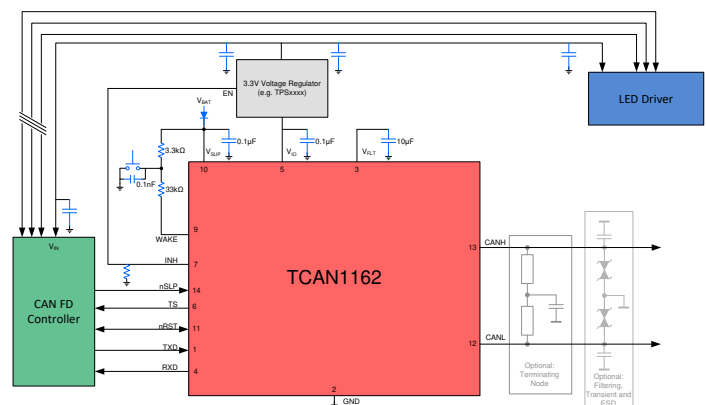 3.3V Voltage Regulator
(e.g. TPSxxxx)
EN
LED Driver
VBAT
3.3kΩ
0.1µF
0.1µF
10µF
VSUP
VIO
VFLT
10
5
3
0.1nF
33kΩ
9
WAKE
VIN
13
CANH
INH
7
TCAN1162
nSLP
14
CAN FD
Controller
TS
6
nRST
11
TXD
1
12
CANL
RXD
4
Optional:
Terminating
Node
Optional:
Filtering,
Transient and
ESD
2
GND